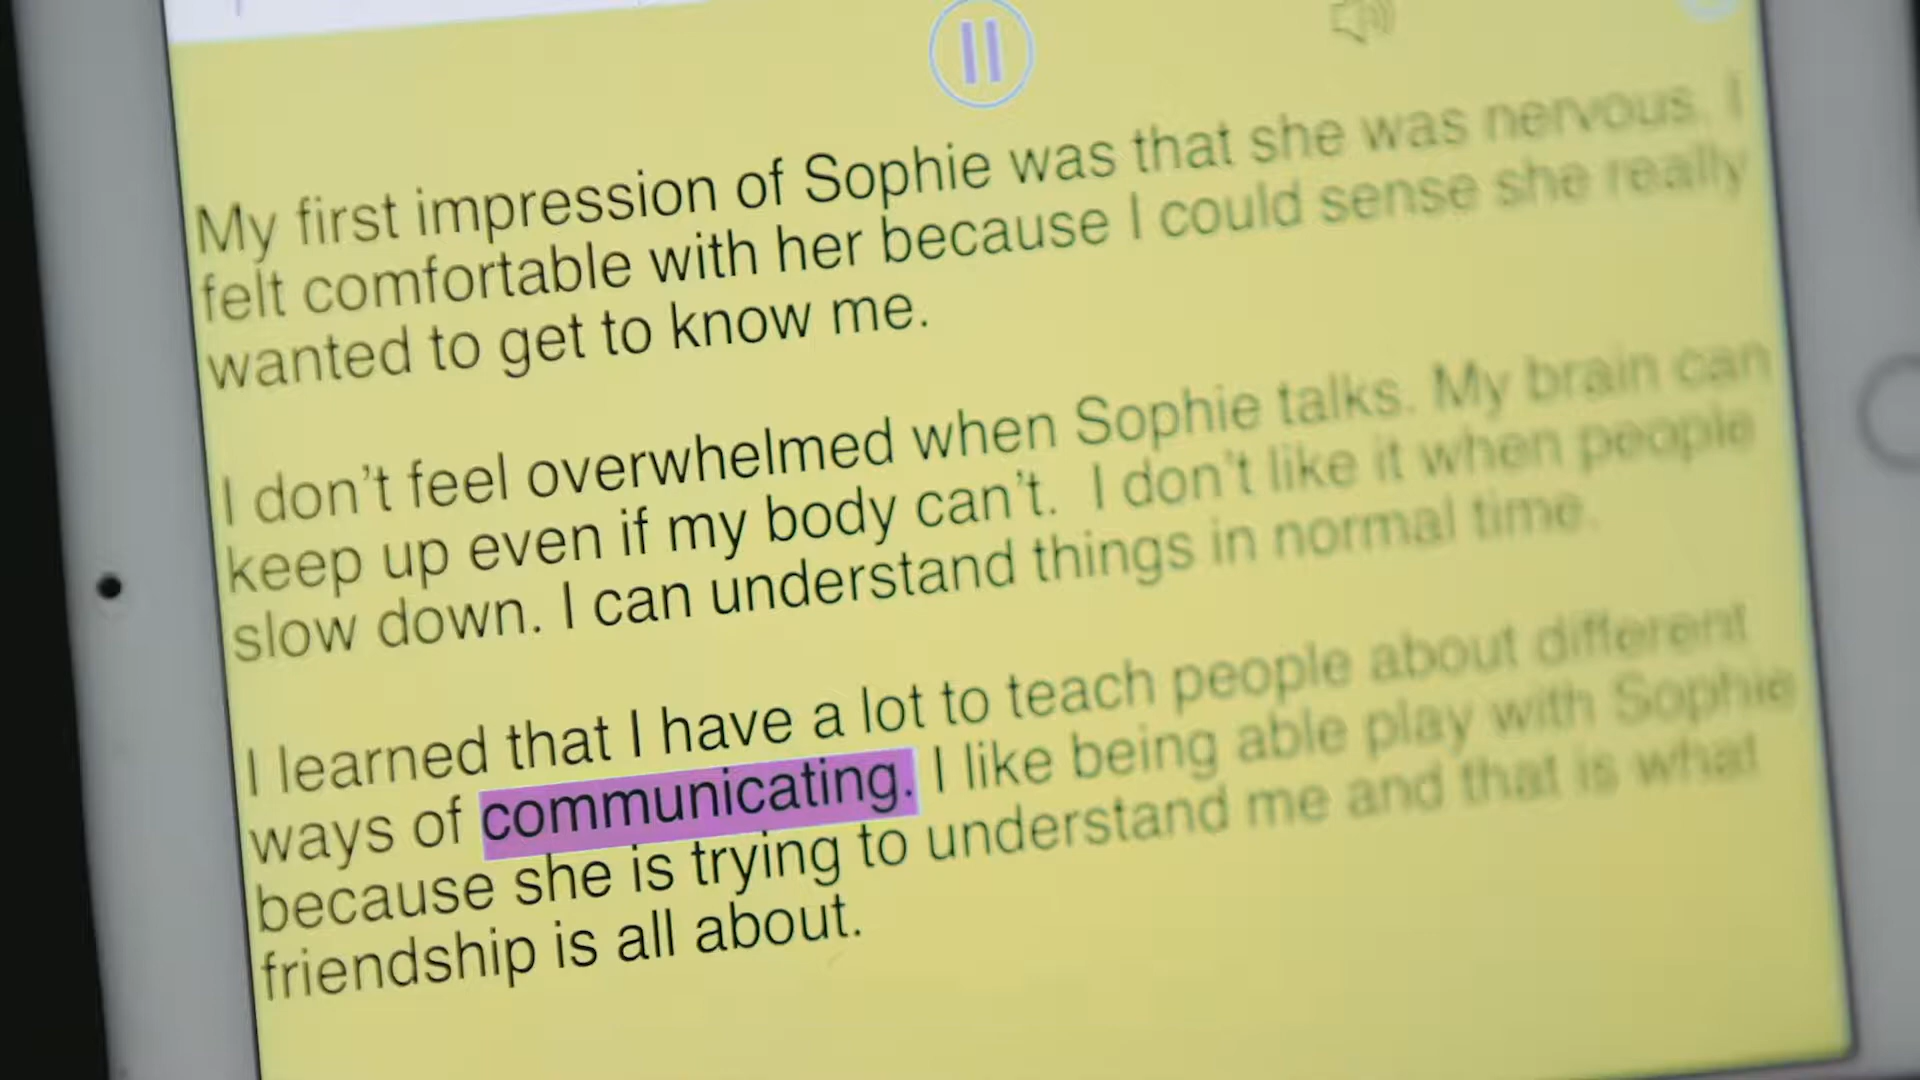 My first impression of Sophie was that she was nervous. I
felt comfortable with her because I could sense she really
wanted to get to know me.
I don't feel overwhelmed when Sophie talks. My brain can
keep up even if my body can't. I don't like it when people
slow down. I can understand things in normal time.
I learned that I have a lot to teach people about different
ways of communicating. I like being able play with Sophie
because she is trying to understand me and that is what
friendship is all about.